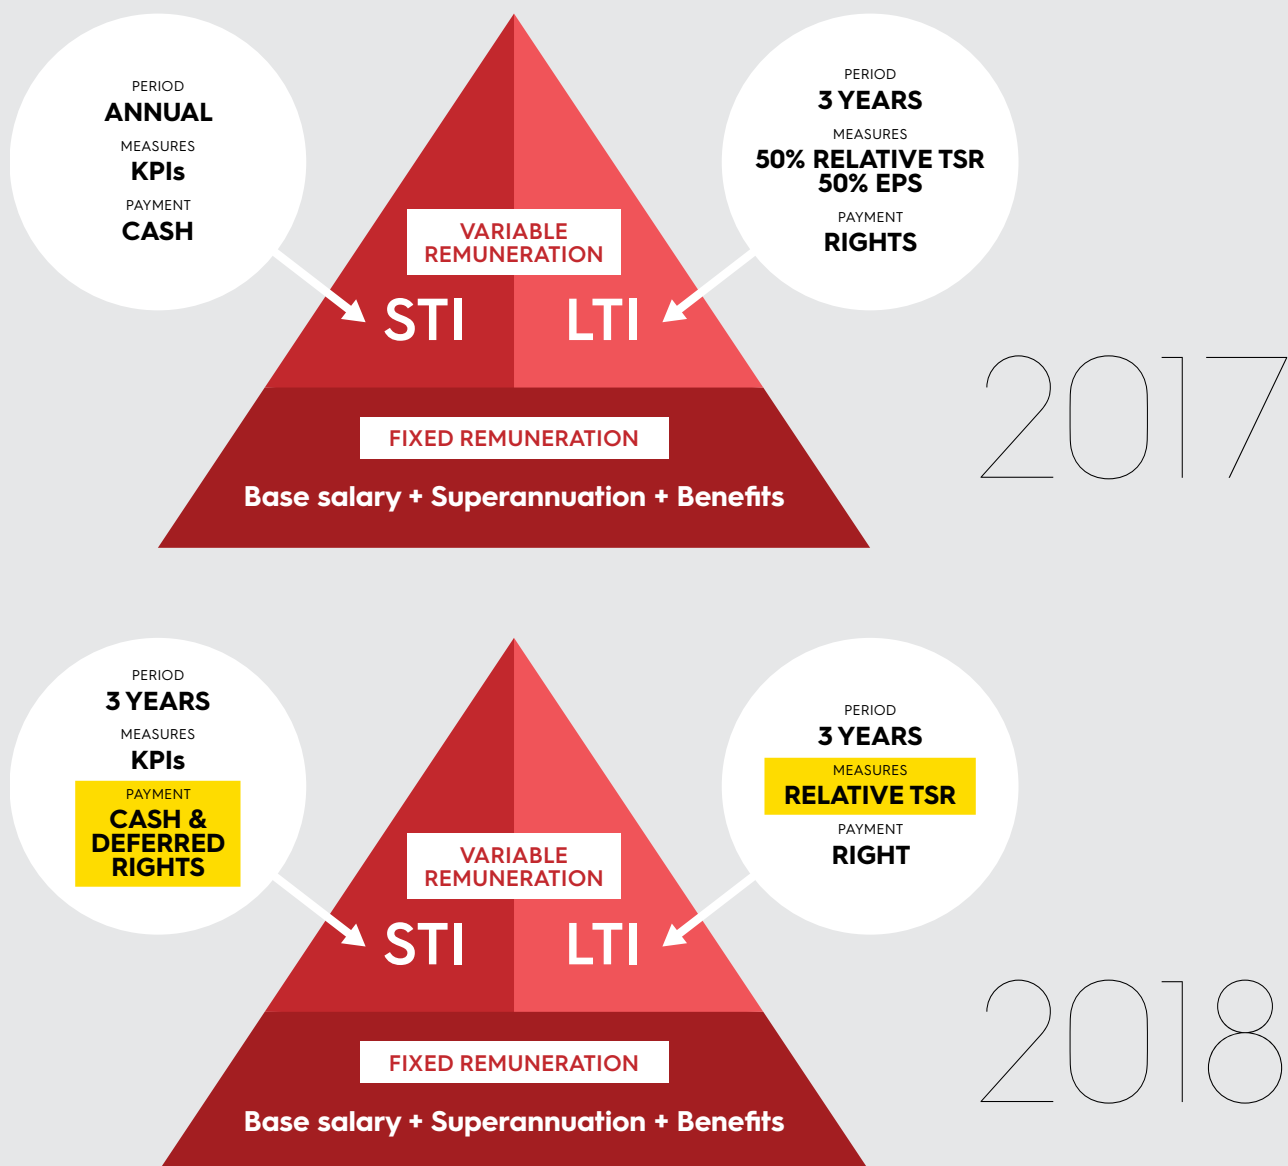 PERIOD
ANNUAL
MEASURES
KPIs
PAYMENT
CASH
PERIOD
3 YEARS
MEASURES
50% RELATIVE TSR
50% EPS
PAYMENT
RIGHTS
VARIABLE
REMUNERATION
STI
LTI
FIXED REMUNERATION
Base salary + Superannuation + Benefits
2017
PERIOD
3 YEARS
MEASURES
KPIs
PAYMENT
CASH &
DEFERRED
RIGHTS
PERIOD
3 YEARS
MEASURES
RELATIVE TSR
PAYMENT
RIGHT
VARIABLE
REMUNERATION
STI
LTI
FIXED REMUNERATION
Base salary + Superannuation + Benefits
2018